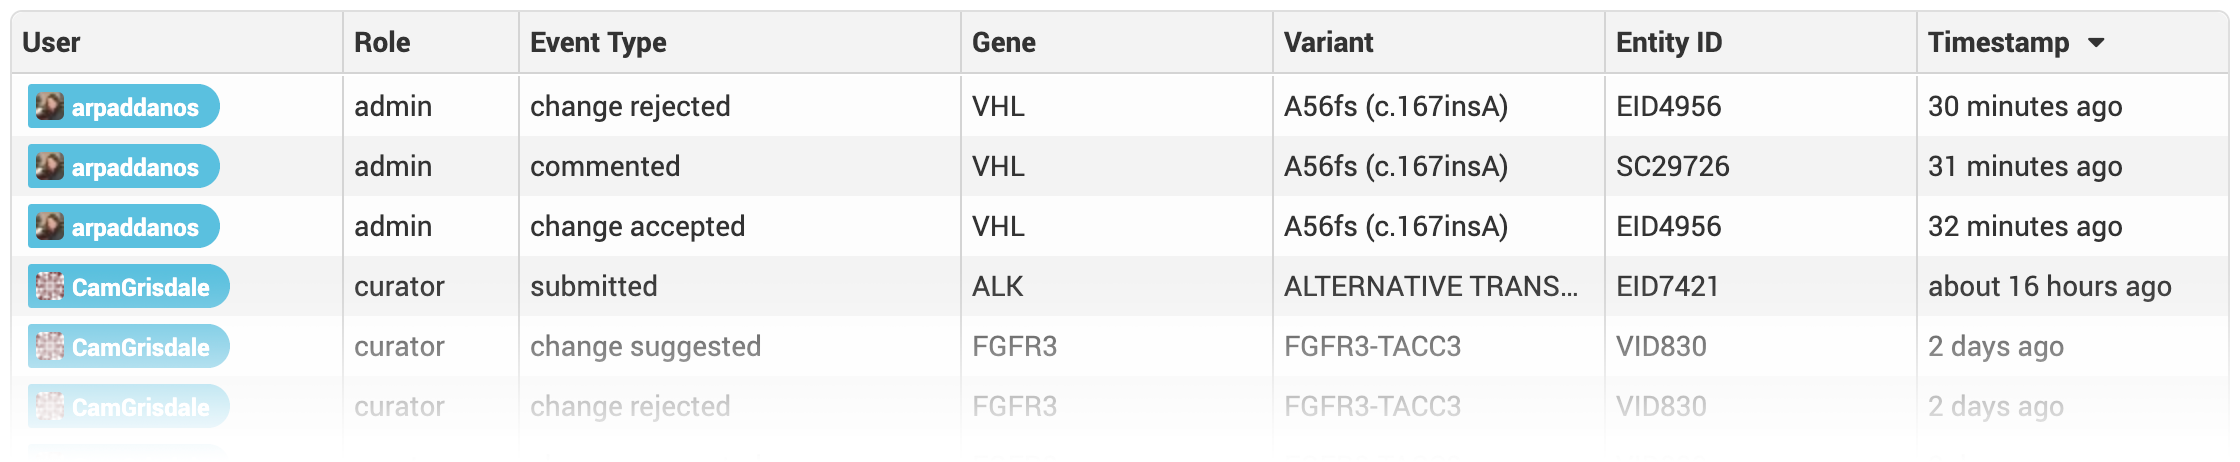 User Role Event Type Gene Variant Entity ID Timestamp
arpaddanos admin change rejected VHL A56fs (c.167insA) EID4956 30 minutes ago
arpaddanos admin commented VHL A56fs (c.167insA) SC29726 31 minutes ago
arpaddanos admin change accepted VHL A56fs (c.167insA) EID4956 32 minutes ago
CamGrisdale curator submitted ALK ALTERNATIVE TRANS... EID7421 about 16 hours ago
CamGrisdale curator change suggested FGFR3 FGFR3-TACC3 VID830 2 days ago
CamGrisdale curator change rejected FGFR3 FGFR3-TACC3 VID830 2 days ago